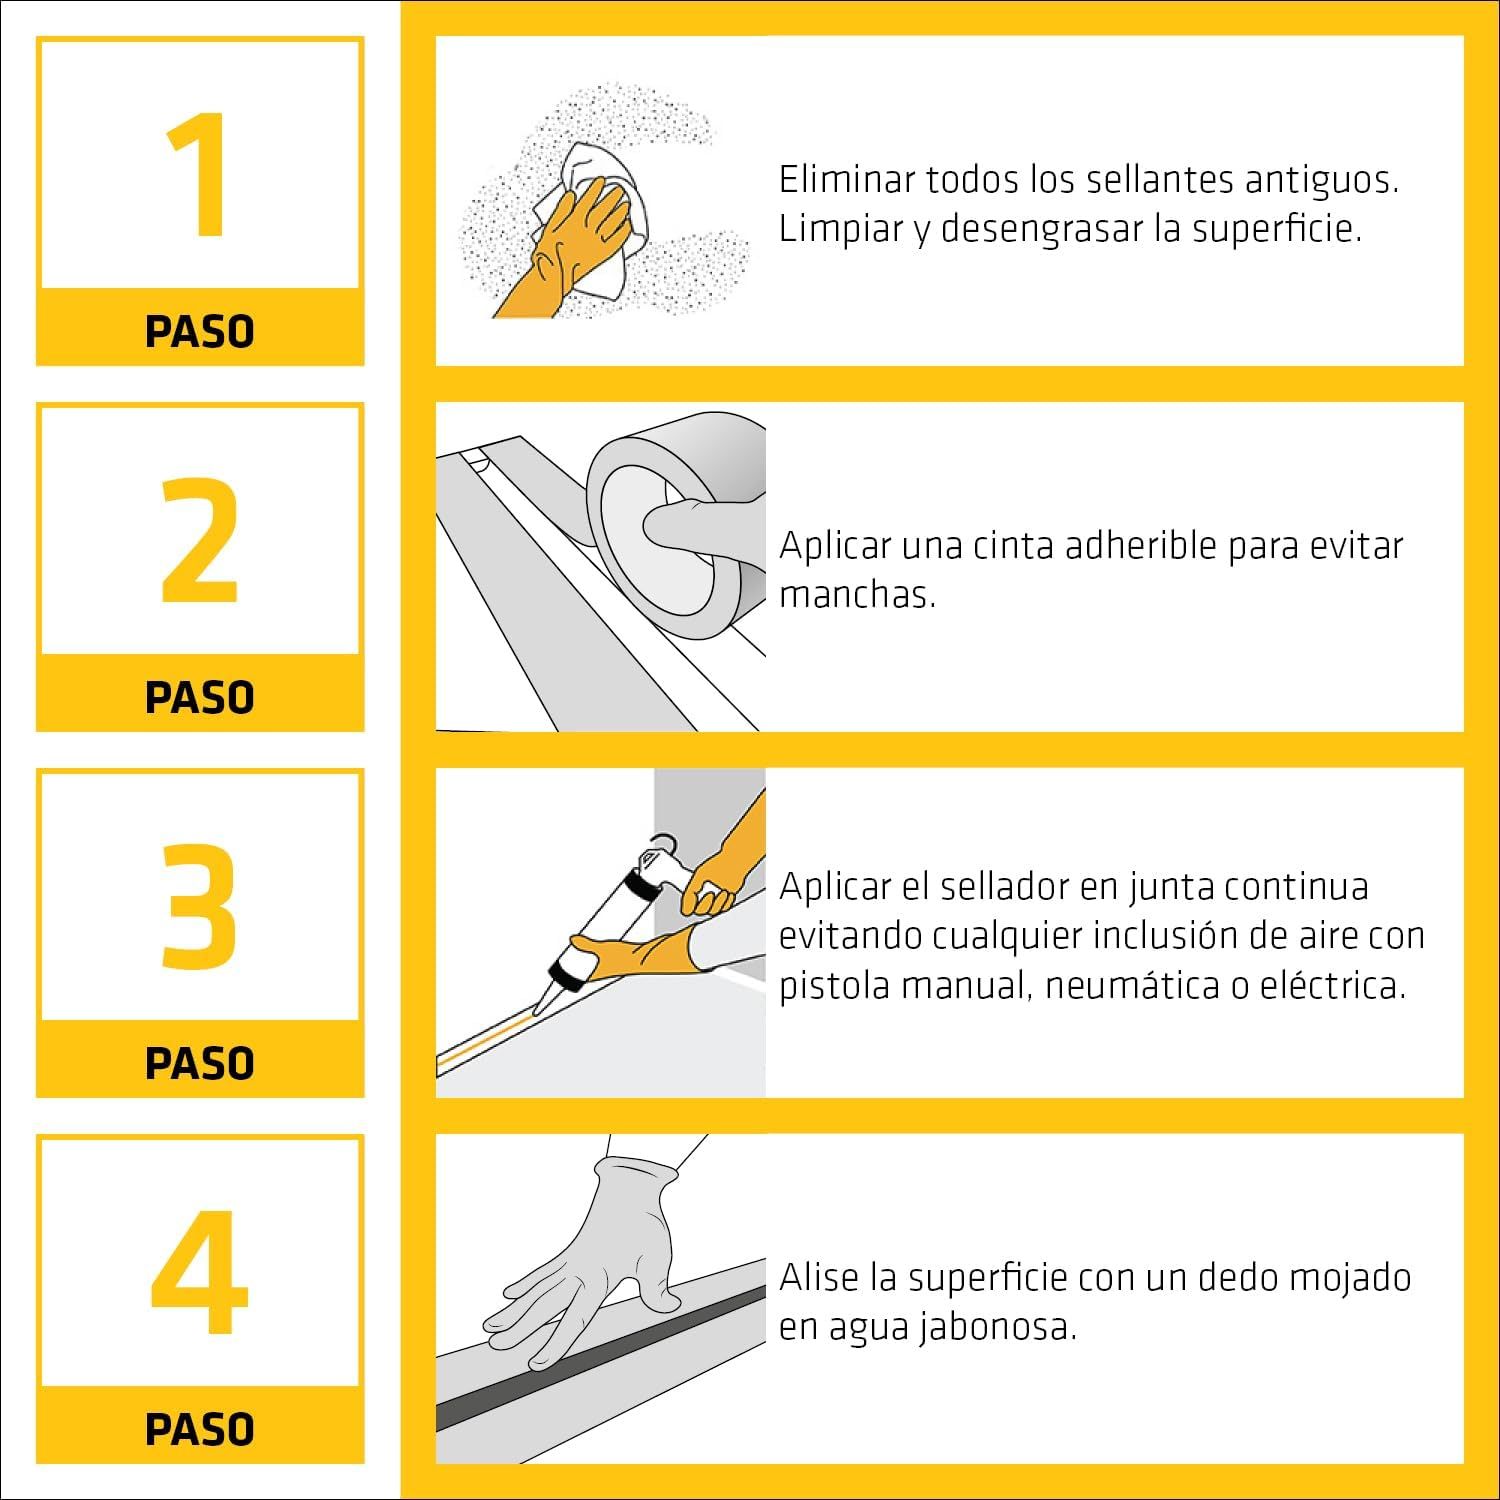 1
PASO
Eliminar todos los sellantes antiguos.
Limpiar y desengrasar la superficie.
2
PASO
Aplicar una cinta adherible para evitar
manchas.
3
PASO
Aplicar el sellador en junta continua
evitando cualquier inclusión de aire con
pistola manual, neumática o eléctrica.
4
PASO
Alise la superficie con un dedo mojado
en agua jabonosa.